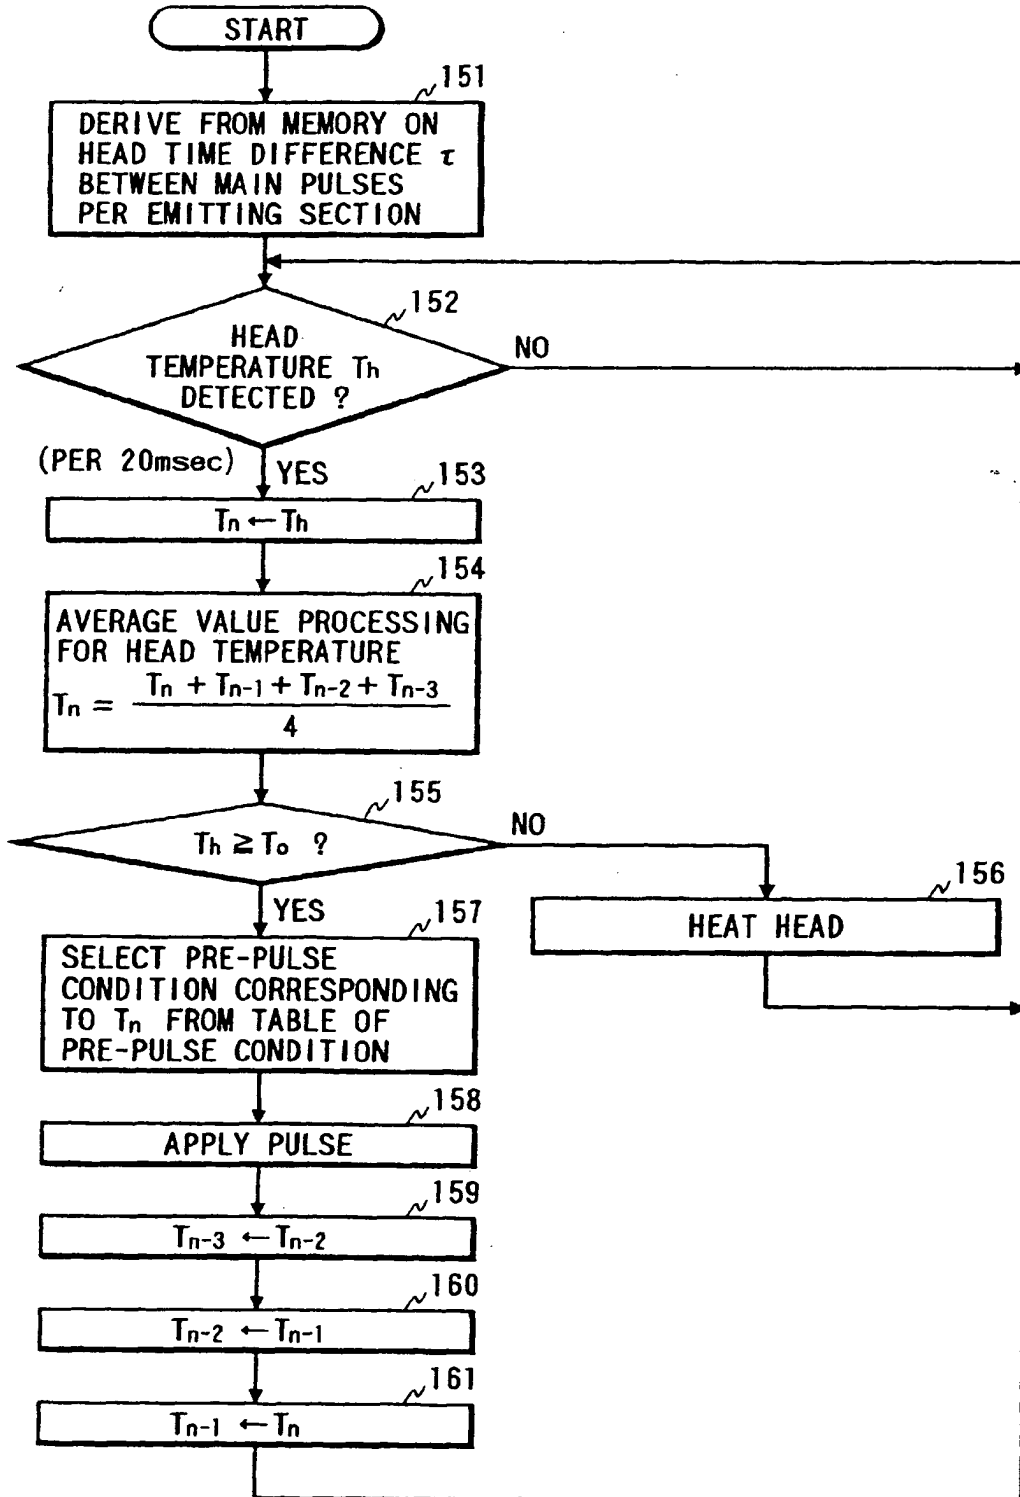 START
151
DERIVE FROM MEMORY ON
HEAD TIME DIFFERENCE τ
BETWEEN MAIN PULSES
PER EMITTING SECTION
152
HEAD
TEMPERATURE Th
DETECTED ?
NO
(PER 20msec)
YES
153
Tn ← Th
154
AVERAGE VALUE PROCESSING
FOR HEAD TEMPERATURE
Tn = (Tn + Tn-1 + Tn-2 + Tn-3) / 4
155
Th ≧ To ?
NO
156
HEAT HEAD
YES
157
SELECT PRE-PULSE
CONDITION CORRESPONDING
TO Tn FROM TABLE OF
PRE-PULSE CONDITION
158
APPLY PULSE
159
Tn-3 ← Tn-2
160
Tn-2 ← Tn-1
161
Tn-1 ← Tn